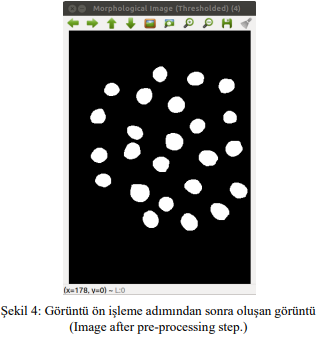 Morphological Image (Thresholded) (4)
(x=178, y=0) ~ L:0
Şekil 4: Görüntü ön işleme adımından sonra oluşan görüntü
(Image after pre-processing step.)